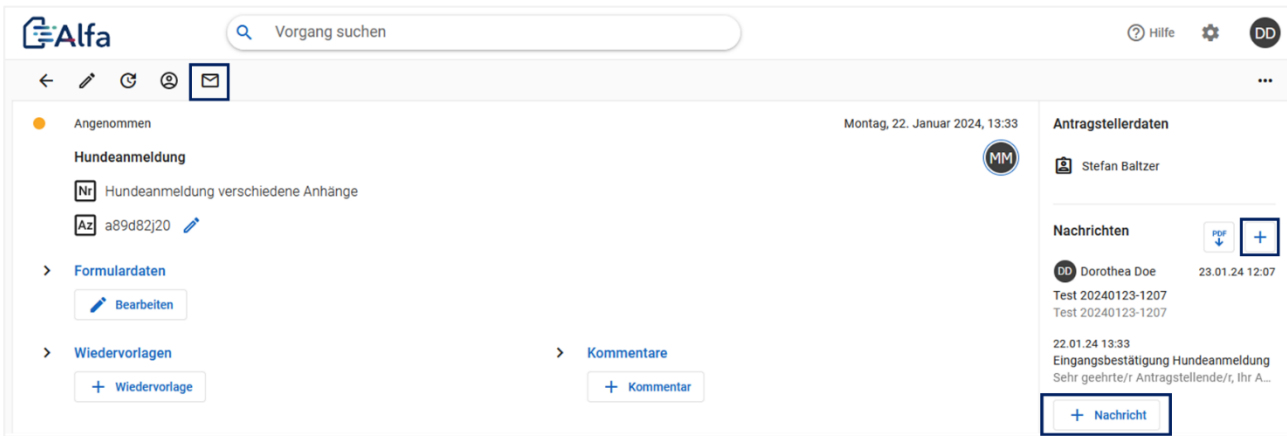 Alfa
Vorgang suchen
Hilfe
DD
Angenommen
Montag, 22. Januar 2024, 13:33
Hundeanmeldung
MM
Nr Hundeanmeldung verschiedene Anhänge
Az a89d82j20
Formulardaten
Bearbeiten
Wiedervorlagen
+ Wiedervorlage
Kommentare
+ Kommentar
Antragstellerdaten
Stefan Baltzer
Nachrichten
PDF
+
DD Dorothea Doe 23.01.24 12:07
Test 20240123-1207
Test 20240123-1207
22.01.24 13:33
Eingangsbestätigung Hundeanmeldung
Sehr geehrte/r Antragstellende/r, Ihr A...
+ Nachricht